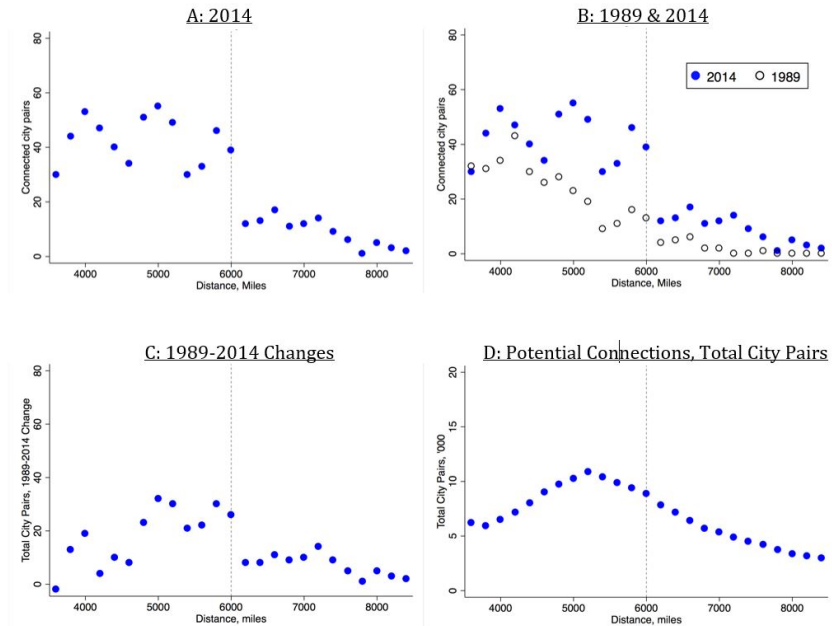 A: 2014
Connected city pairs
80
60
40
20
0
4000 5000 6000 7000 8000
Distance, Miles
B: 1989 & 2014
Connected city pairs
80
60
40
20
0
2014 1989
4000 5000 6000 7000 8000
Distance, Miles
C: 1989-2014 Changes
Total City Pairs, 1989-2014 Change
80
60
40
20
0
4000 5000 6000 7000 8000
Distance, miles
D: Potential Connections, Total City Pairs
Total City Pairs, '000
20
15
10
5
0
4000 5000 6000 7000 8000
Distance, miles